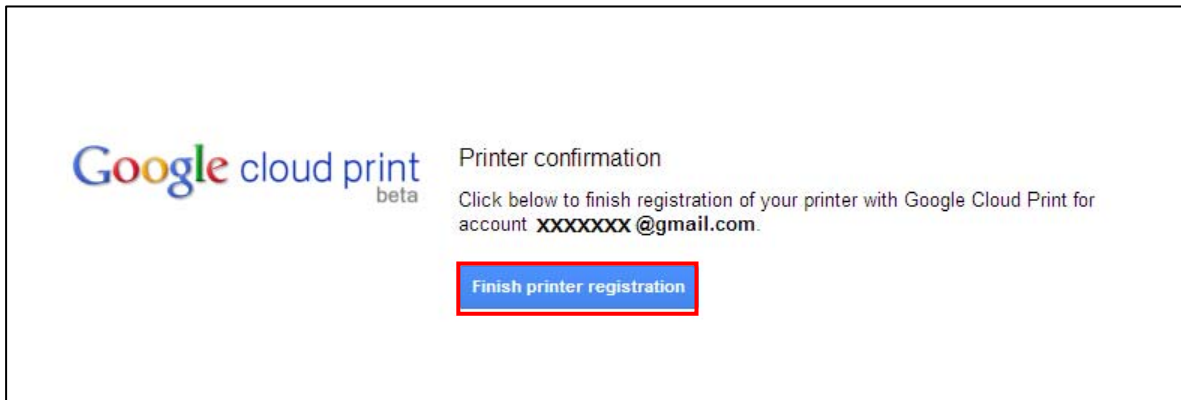 Google cloud print
beta
Printer confirmation
Click below to finish registration of your printer with Google Cloud Print for
account XXXXXXX @gmail.com.
Finish printer registration